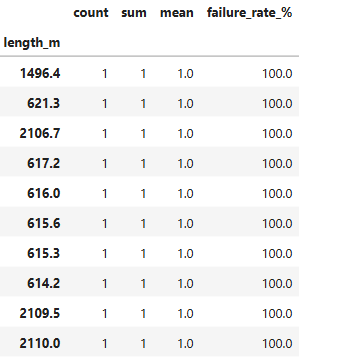 count sum mean failure_rate_%
length_m
1496.4 1 1 1.0 100.0
621.3 1 1 1.0 100.0
2106.7 1 1 1.0 100.0
617.2 1 1 1.0 100.0
616.0 1 1 1.0 100.0
615.6 1 1 1.0 100.0
615.3 1 1 1.0 100.0
614.2 1 1 1.0 100.0
2109.5 1 1 1.0 100.0
2110.0 1 1 1.0 100.0